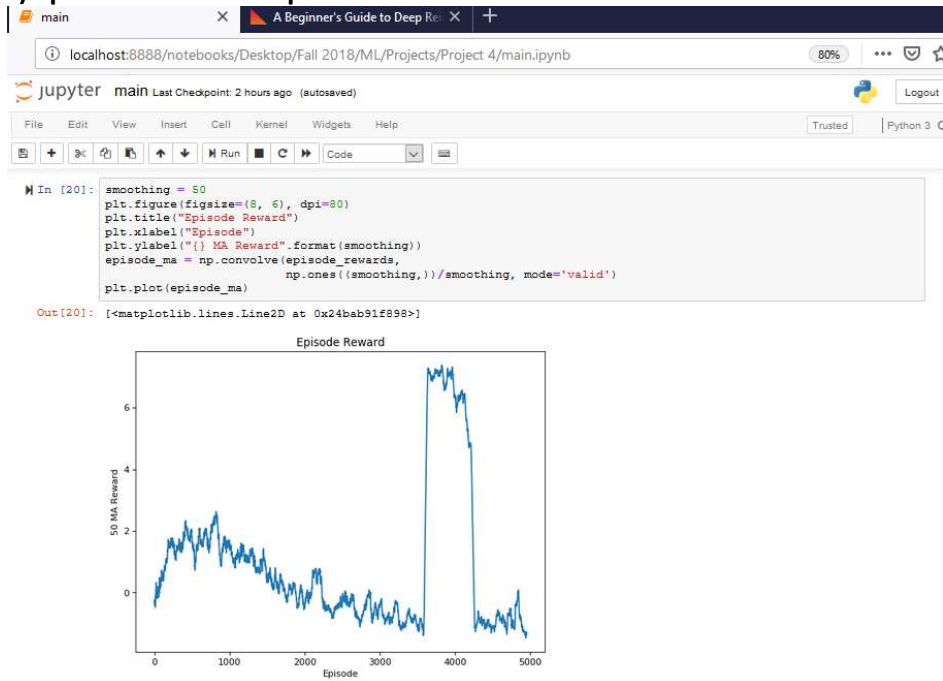 main
A Beginner's Guide to Deep Rei
localhost:8888/notebooks/Desktop/Fall 2018/ML/Projects/Project 4/main.ipynb
80%
jupyter main Last Checkpoint: 2 hours ago (autosaved)
Logout
File Edit View Insert Cell Kernel Widgets Help
Trusted
Python 3
Run
Code
In [20]: smoothing = 50
plt.figure(figsize=(8, 6), dpi=80)
plt.title("Episode Reward")
plt.xlabel("Episode")
plt.ylabel("{} MA Reward".format(smoothing))
episode_ma = np.convolve(episode_rewards,
np.ones((smoothing,))/smoothing, mode='valid')
plt.plot(episode_ma)
Out[20]: [<matplotlib.lines.Line2D at 0x24bab91f898>]
Episode Reward
6
4
2
0
50 MA Reward
0 1000 2000 3000 4000 5000
Episode